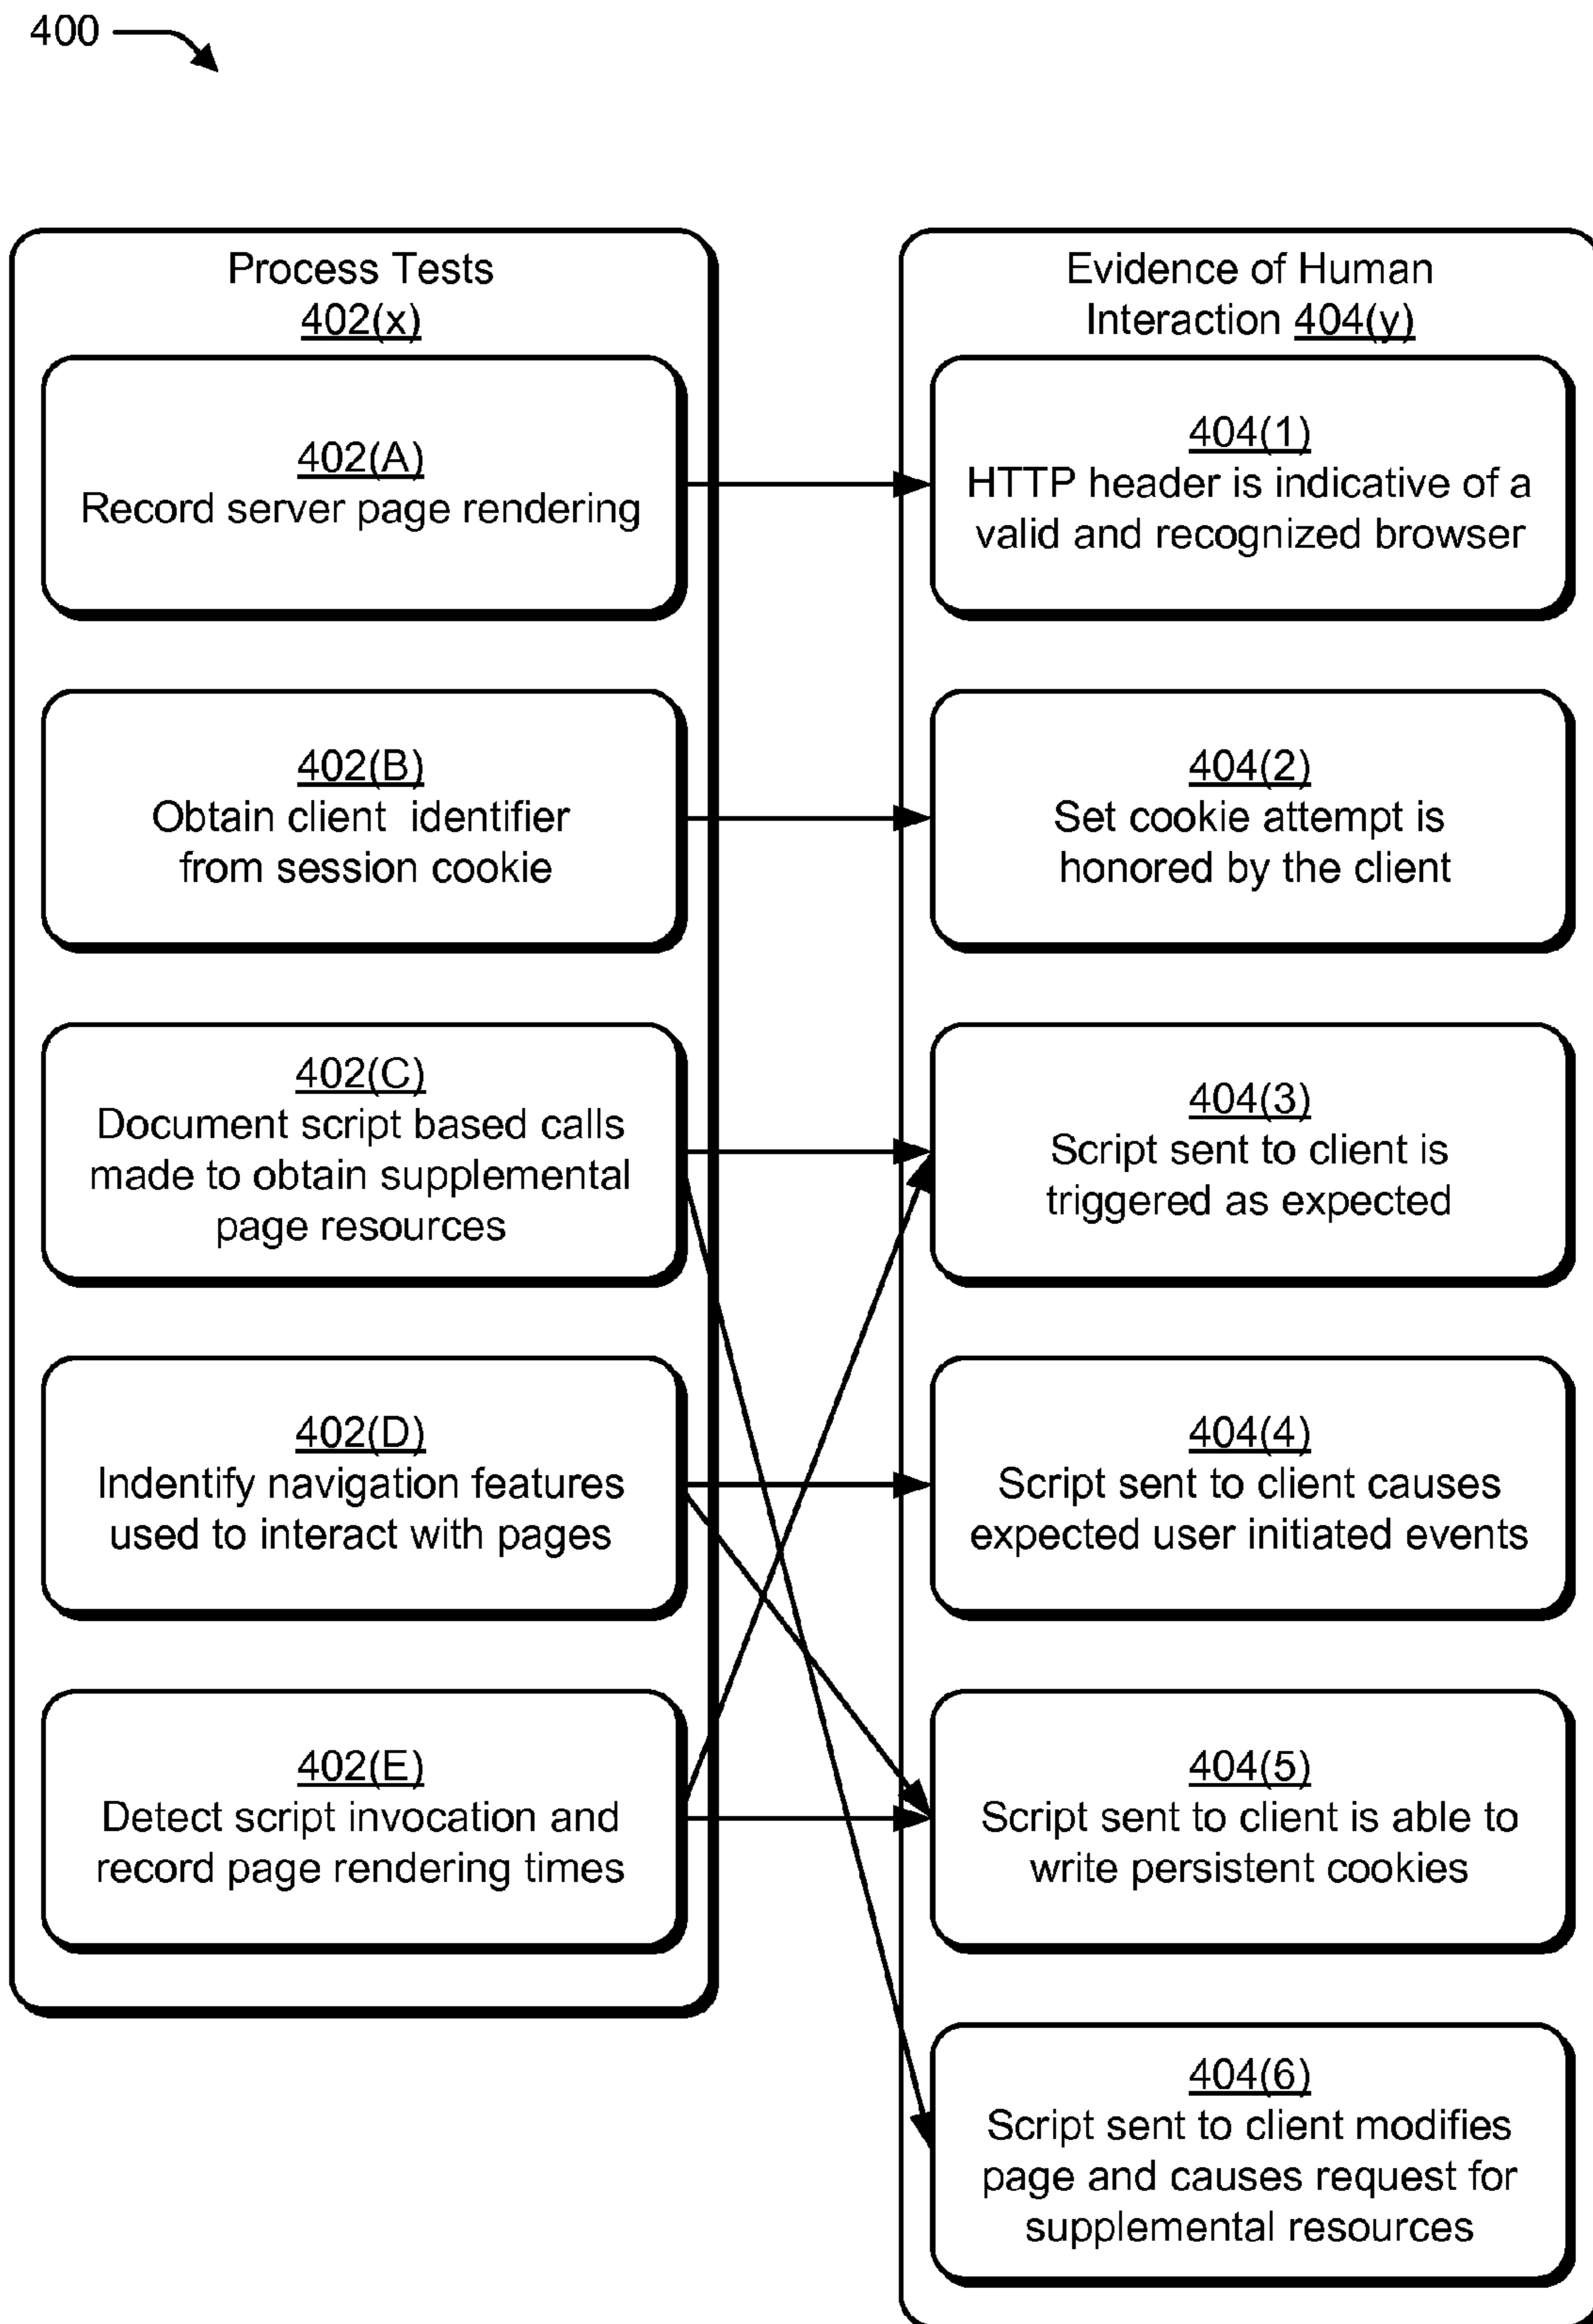 400
Process Tests
402(x)
402(A)
Record server page rendering
402(B)
Obtain client identifier
from session cookie
402(C)
Document script based calls
made to obtain supplemental
page resources
402(D)
Indentify navigation features
used to interact with pages
402(E)
Detect script invocation and
record page rendering times
Evidence of Human
Interaction 404(y)
404(1)
HTTP header is indicative of a
valid and recognized browser
404(2)
Set cookie attempt is
honored by the client
404(3)
Script sent to client is
triggered as expected
404(4)
Script sent to client causes
expected user initiated events
404(5)
Script sent to client is able to
write persistent cookies
404(6)
Script sent to client modifies
page and causes request for
supplemental resources